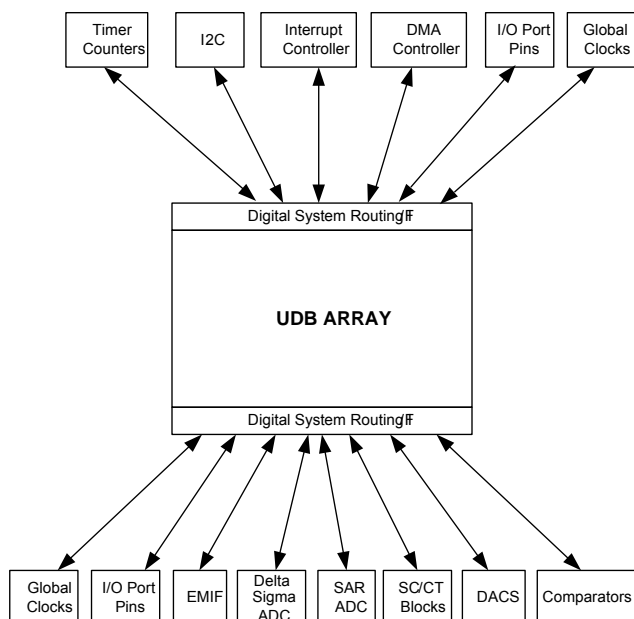 Timer
Counters
I2C
Interrupt
Controller
DMA
Controller
I/O Port
Pins
Global
Clocks
Digital System Routing I/F
UDB ARRAY
Digital System Routing I/F
Global
Clocks
I/O Port
Pins
EMIF
Delta
Sigma
ADC
SAR
ADC
SC/CT
Blocks
DACS
Comparators